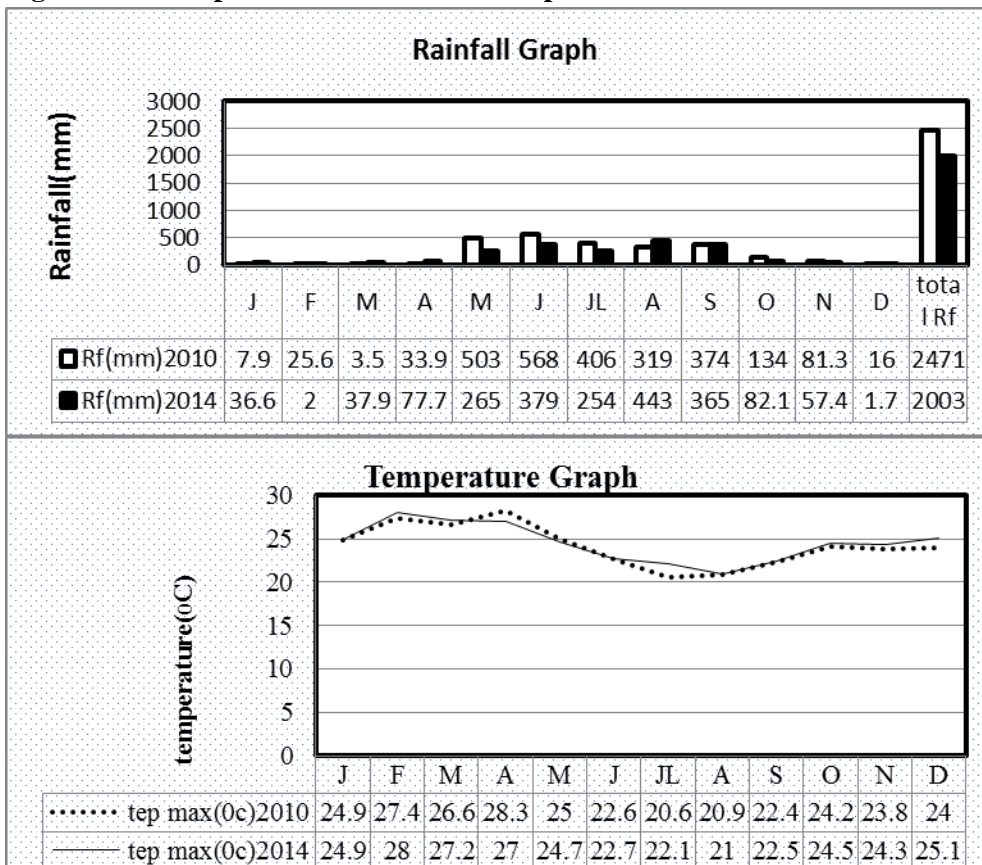 Rainfall Graph
Rainfall(mm)
3000
2500
2000
1500
1000
500
0
J F M A M J JL A S O N D tota
l Rf
Rf(mm)2010 7.9 25.6 3.5 33.9 503 568 406 319 374 134 81.3 16 2471
Rf(mm)2014 36.6 2 37.9 77.7 265 379 254 443 365 82.1 57.4 1.7 2003
Temperature Graph
temperature(oC)
30
25
20
15
10
5
0
J F M A M J JL A S O N D
tep max(0c)2010 24.9 27.4 26.6 28.3 25 22.6 20.6 20.9 22.4 24.2 23.8 24
tep max(0c)2014 24.9 28 27.2 27 24.7 22.7 22.1 21 22.5 24.5 24.3 25.1